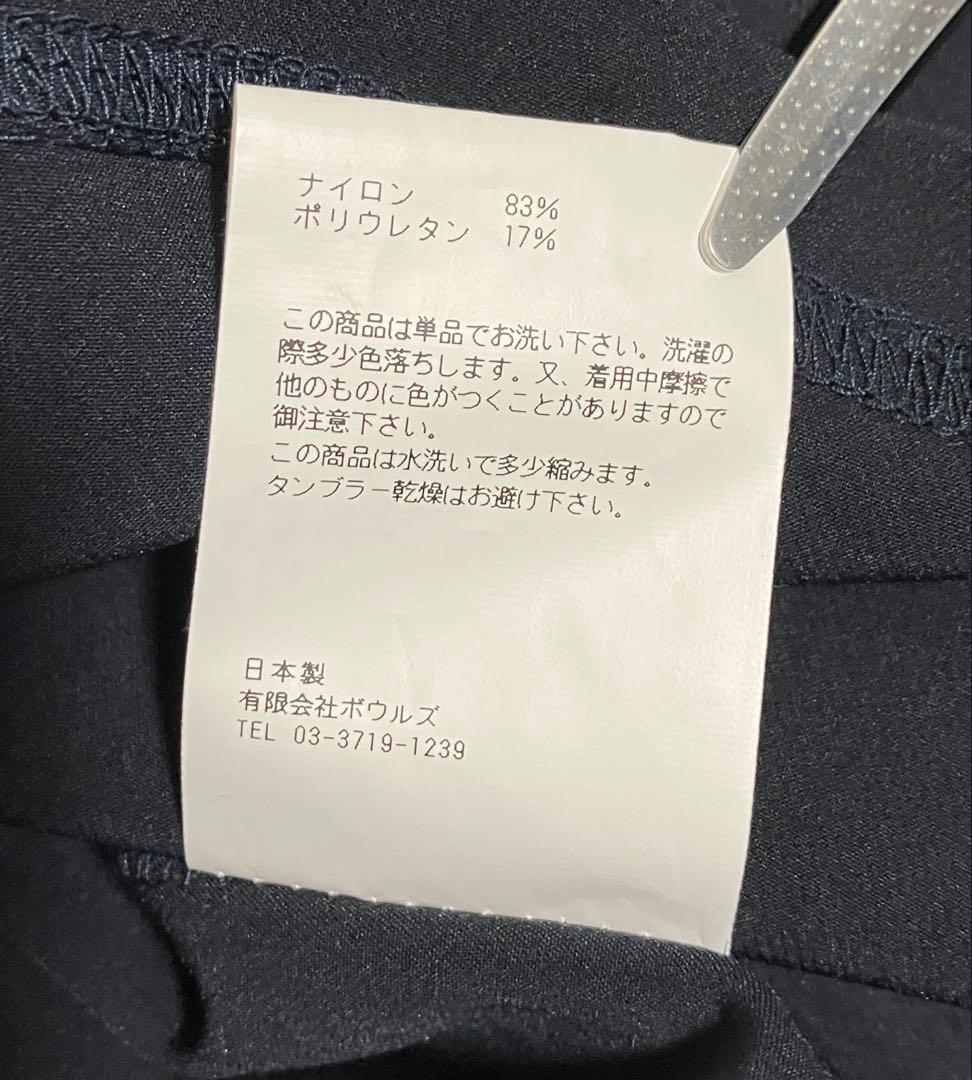 ナイロン 83%
ポリウレタン 17%
この商品は単品でお洗い下さい。洗濯の
際多少色落ちします。又、着用中摩擦で
他のものに色がつくことがありますので
御注意下さい。
この商品は水洗いで多少縮みます。
タンブラー乾燥はお避け下さい。
日本製
有限会社ボウルズ
TEL 03-3719-1239